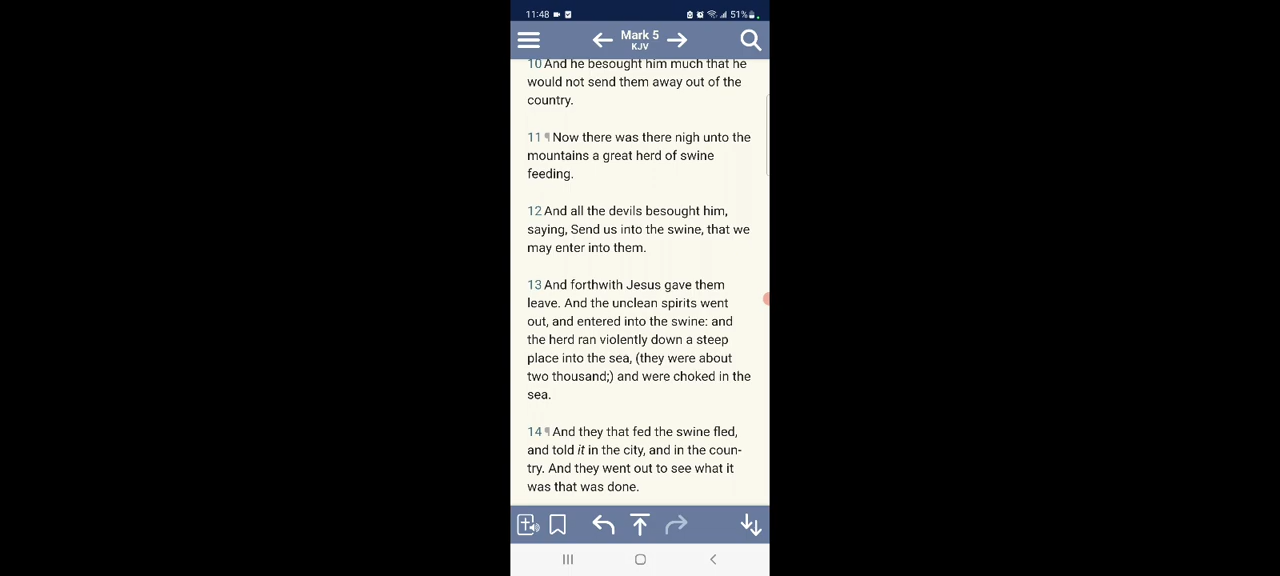 11:48
51%
Mark 5
KJV
10 And he besought him much that he
would not send them away out of the
country.
11 ¶ Now there was there nigh unto the
mountains a great herd of swine
feeding.
12 And all the devils besought him,
saying, Send us into the swine, that we
may enter into them.
13 And forthwith Jesus gave them
leave. And the unclean spirits went
out, and entered into the swine: and
the herd ran violently down a steep
place into the sea, (they were about
two thousand;) and were choked in the
sea.
14 ¶ And they that fed the swine fled,
and told it in the city, and in the coun-
try. And they went out to see what it
was that was done.